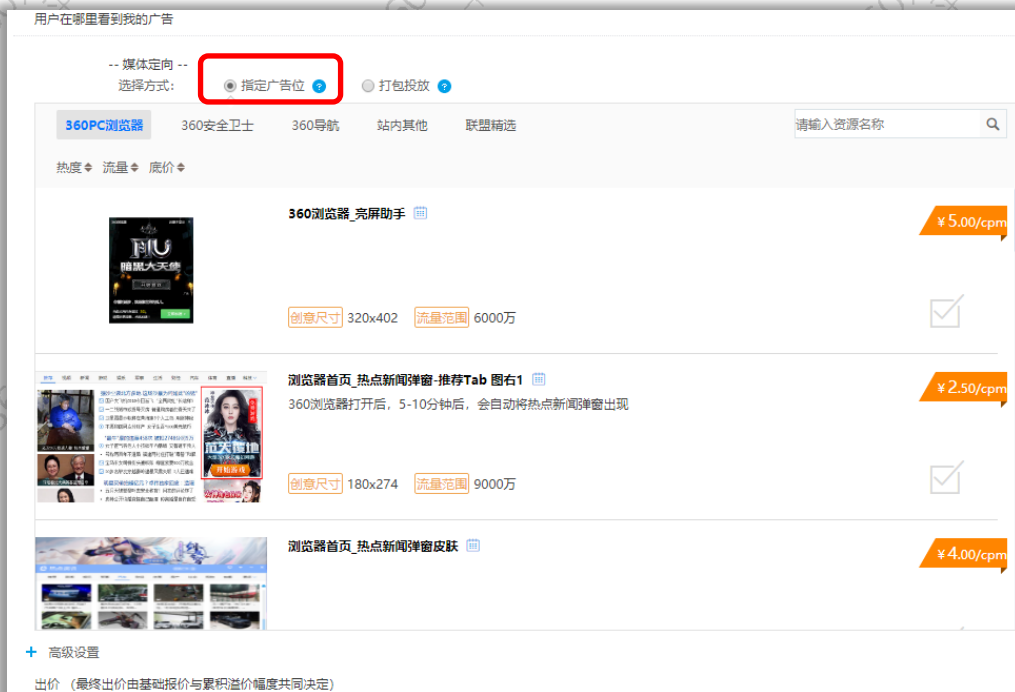 用户在哪里看到我的广告
-- 媒体定向 --
选择方式: 指定广告位 ? 打包投放 ?
360PC浏览器 360安全卫士 360导航 站内其他 联盟精选 请输入资源名称
热度 流量 底价
360浏览器_亮屏助手
¥5.00/cpm
暗黑大天使
创意尺寸 320x402 流量范围 6000万
浏览器首页_热点新闻弹窗-推荐Tab 图右1
¥2.50/cpm
360浏览器打开后，5-10分钟后，会自动将热点新闻弹窗出现
开始游戏
创意尺寸 180x274 流量范围 9000万
浏览器首页_热点新闻弹窗皮肤
¥4.00/cpm
+ 高级设置
出价 （最终出价由基础报价与累积溢价幅度共同决定）